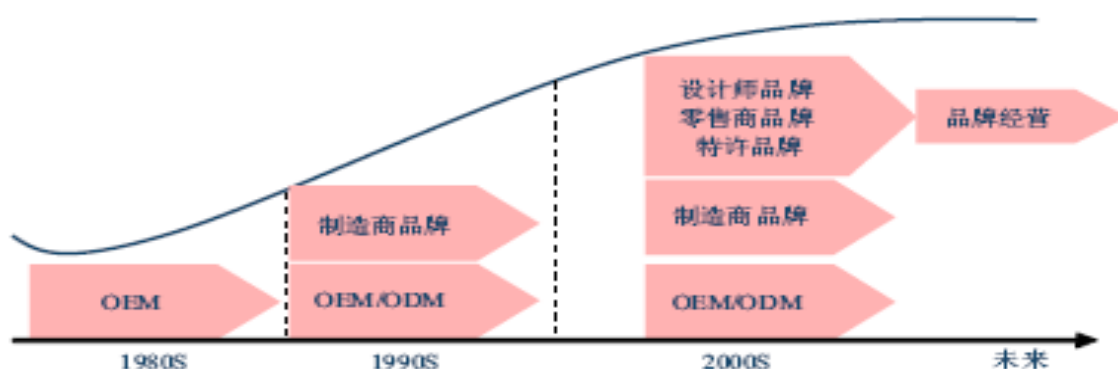 设计师品牌
零售商品牌
特许品牌
品牌经营
制造商品牌
制造商品牌
OEM
OEM/ODM
OEM/ODM
1980S
1990S
2000S
未来